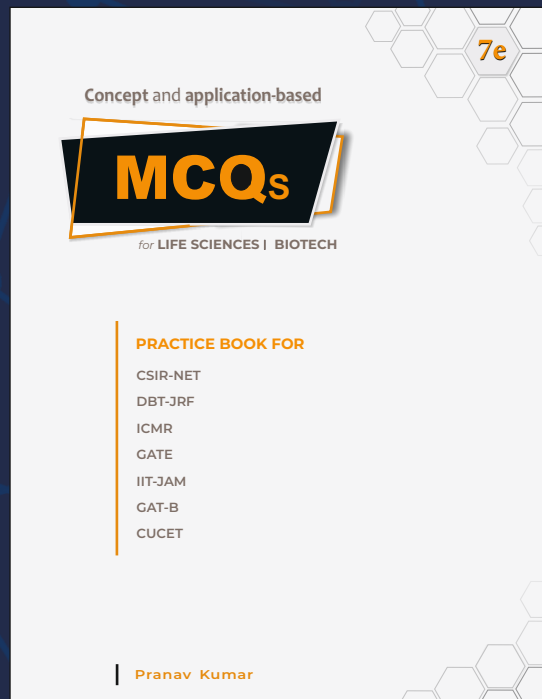 7e
Concept and application-based
MCQs
for LIFE SCIENCES | BIOTECH
PRACTICE BOOK FOR
CSIR-NET
DBT-JRF
ICMR
GATE
IIT-JAM
GAT-B
CUCET
Pranav Kumar